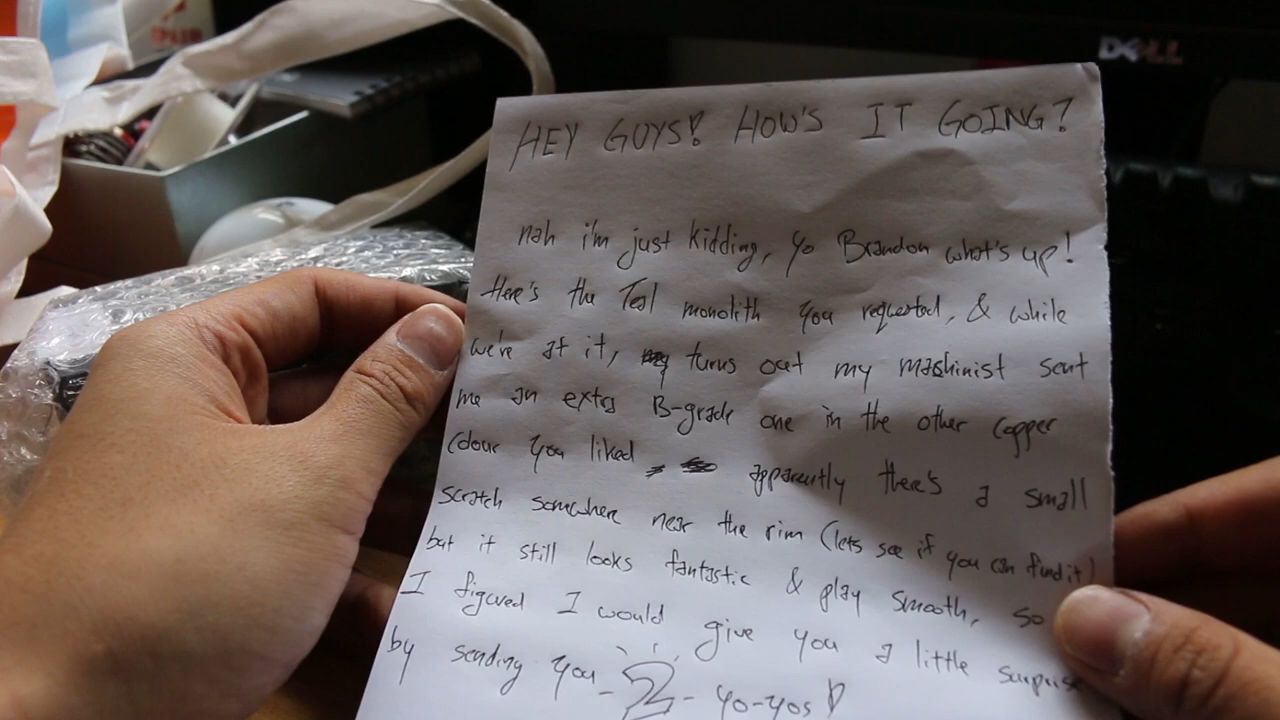 DELL
HEY GUYS! HOW'S IT GOING?
nah i'm just kidding, yo Brandon what's up!
Here's the Teal monolith you requested, & while
we're at it, turns out my machinist sent
me an extra B-grade one in the other copper
colour you liked, apparently there's a small
scratch somewhere near the rim (lets see if you can find it)
but it still looks fantastic & play smooth, so
I figured I would give you a little surprise
by sending you -2- yo-yos!